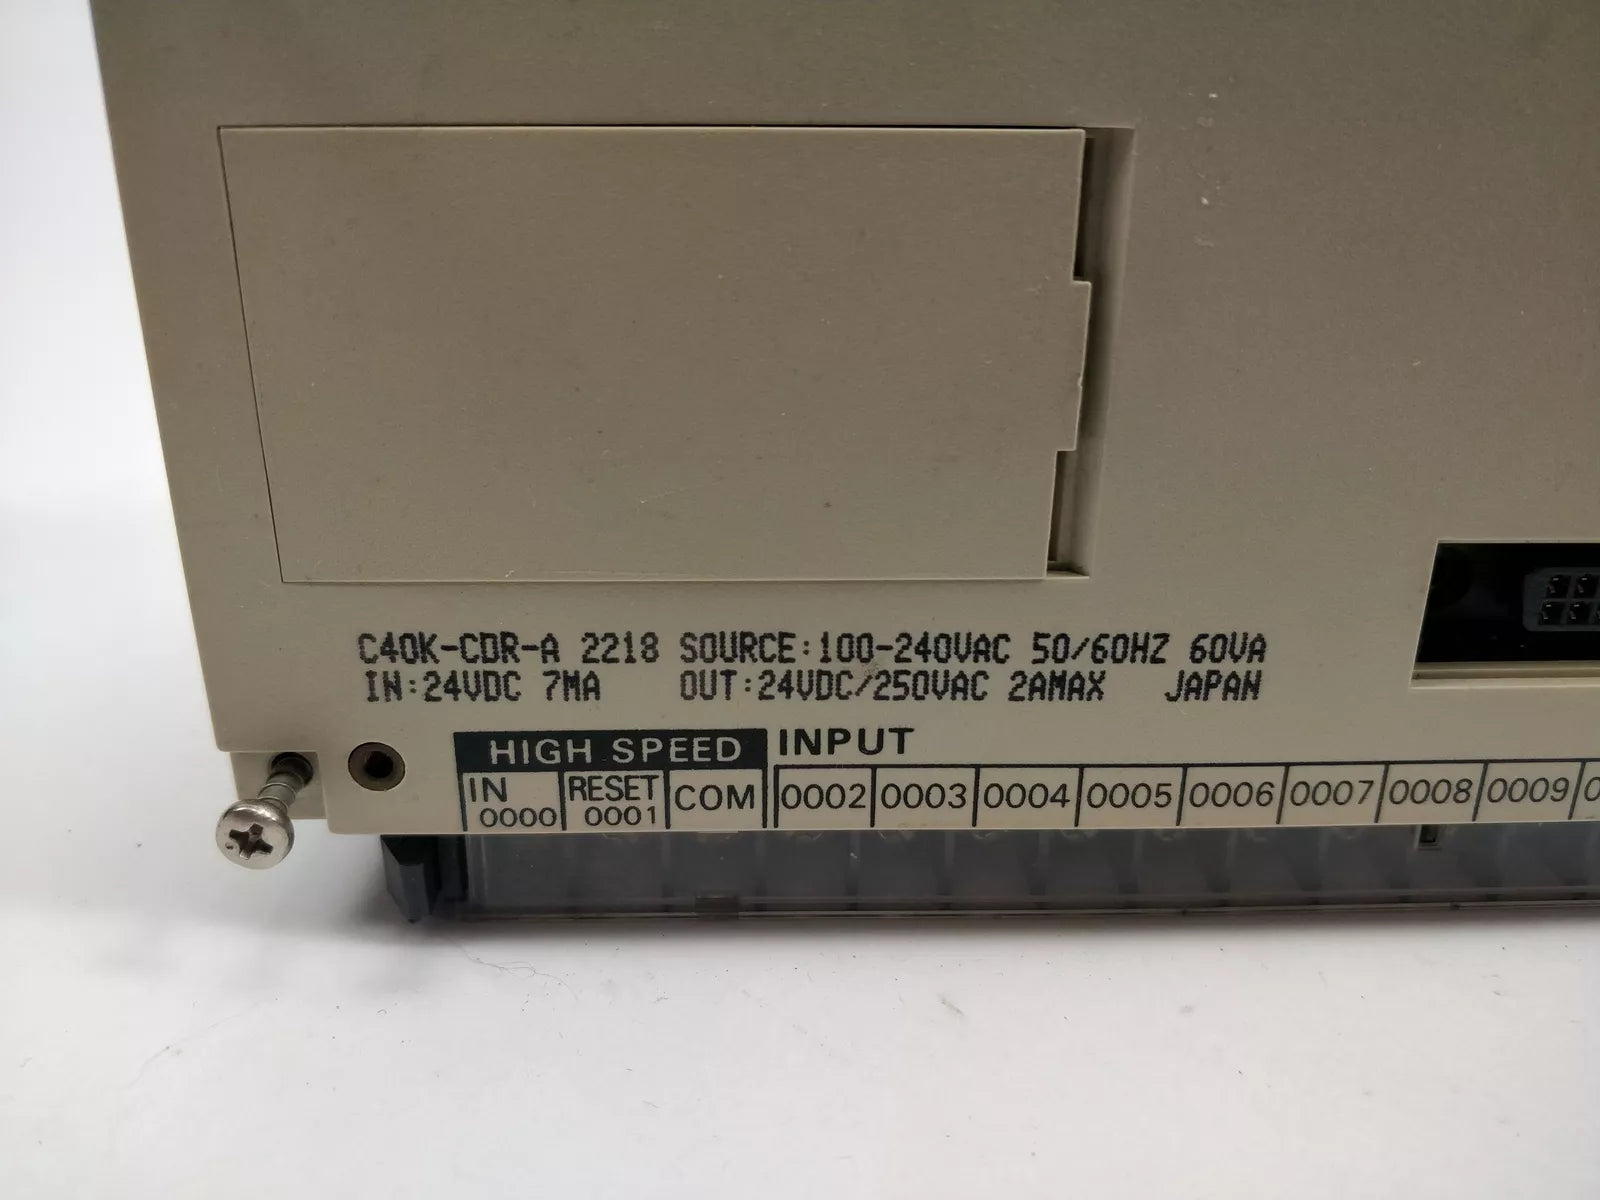 C40K-CDR-A 2218 SOURCE:100-240VAC 50/60HZ 60VA
IN:24VDC 7MA OUT:24VDC/250VAC 2AMAX JAPAN
HIGH SPEED INPUT
IN RESET COM 0002 0003 0004 0005 0006 0007 0008 0009 0
0000 0001